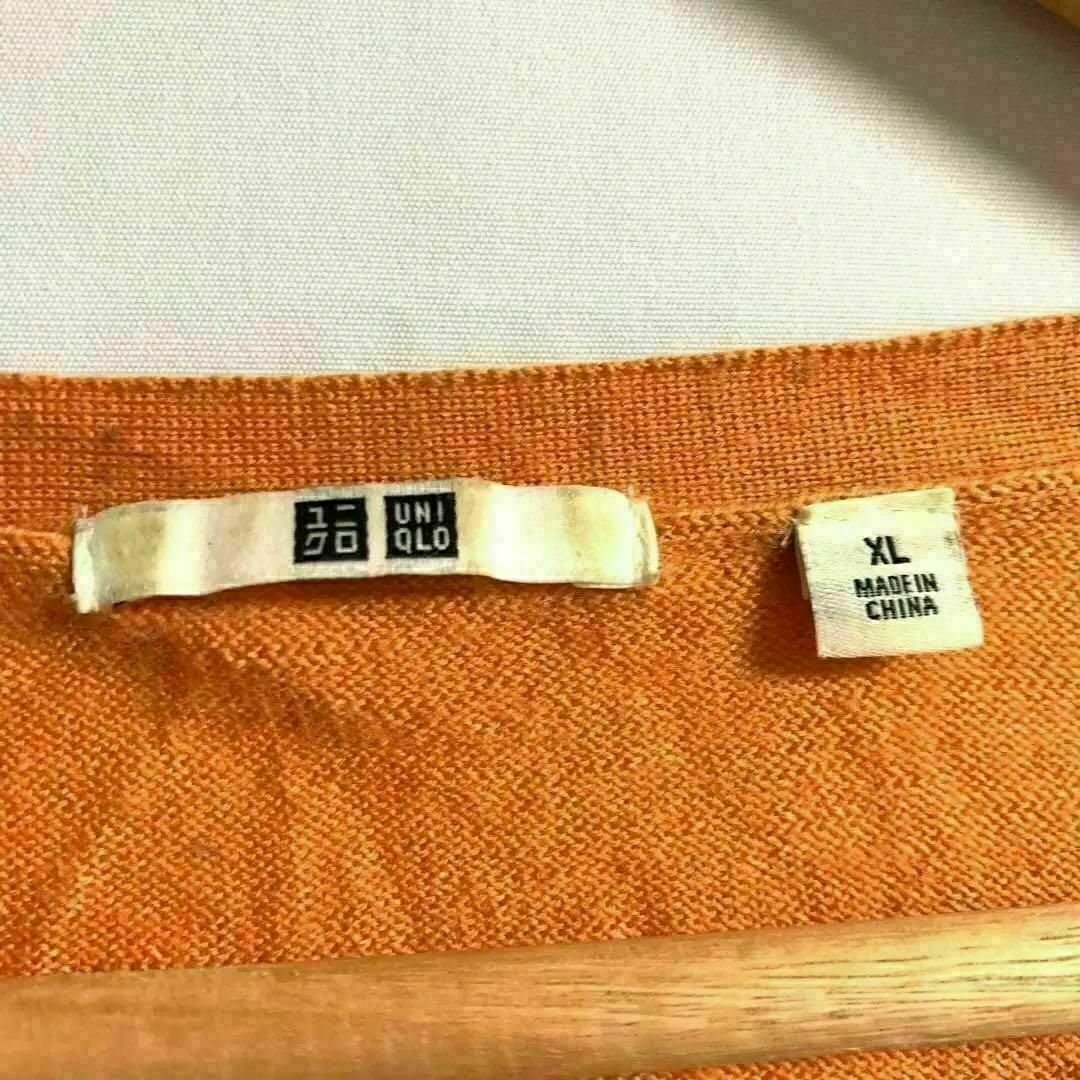 ユニ
クロ
UNI
QLO
XL
MADE IN
CHINA